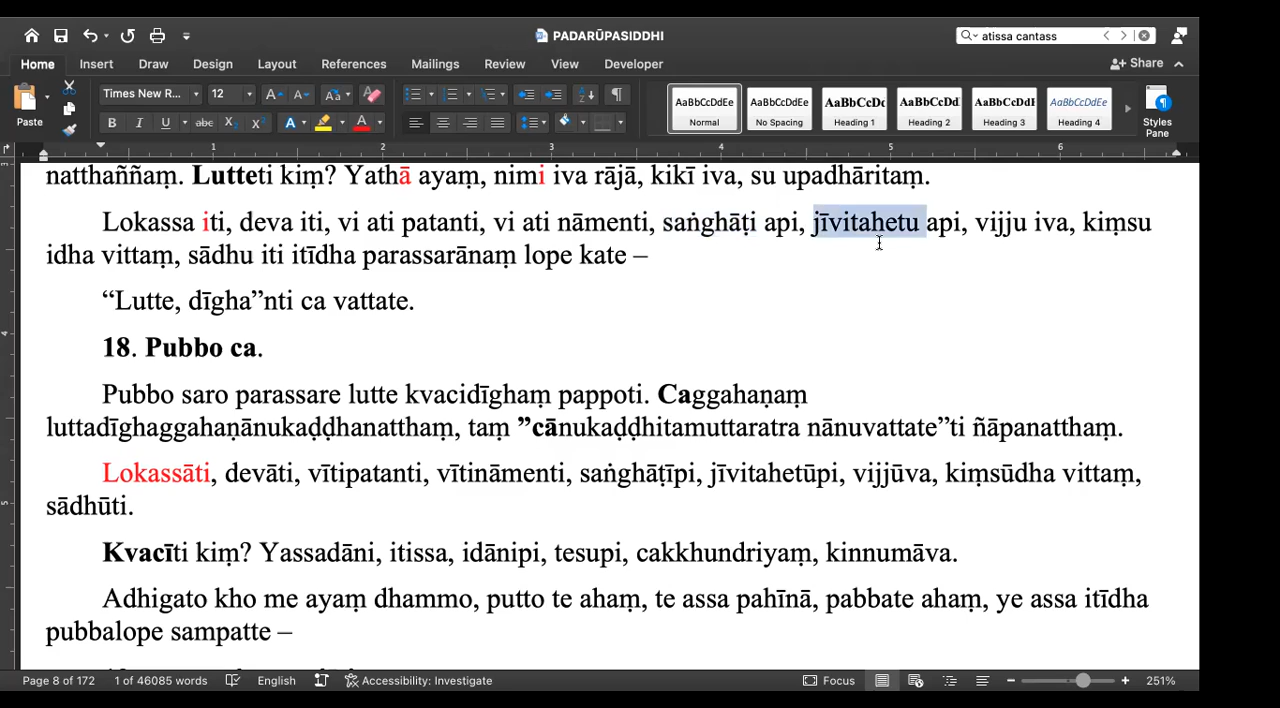 PADARŪPASIDDHI
atissa cantass
Home Insert Draw Design Layout References Mailings Review View Developer
Share
Paste
Times New R... 12
AaBbCcDdEe AaBbCcDdEe AaBbCcDc AaBbCcDdEe AaBbCcDdE AaBbCcDdEe
Normal No Spacing Heading 1 Heading 2 Heading 3 Heading 4
Styles Pane
1 2 3 4 5 6
natthaññaṃ. Lutteti kiṃ? Yathā ayaṃ, nimi iva rājā, kikī iva, su upadhāritaṃ.
Lokassa iti, deva iti, vi ati patanti, vi ati nāmenti, saṅghāṭi api, jīvitahetu api, vijju iva, kiṃsu
idha vittaṃ, sādhu iti itīdha parassarānaṃ lope kate –
“Lutte, dīgha”nti ca vattate.
18. Pubbo ca.
Pubbo saro parassare lutte kvacidīghaṃ pappoti. Caggahaṇaṃ
luttadīghaggahaṇānukaḍḍhanatthaṃ, taṃ ”cānukaḍḍhitamuttaratra nānuvattate”ti ñāpanatthaṃ.
Lokassāti, devāti, vītipatanti, vītināmenti, saṅghāṭīpi, jīvitahetūpi, vijjūva, kiṃsūdha vittaṃ,
sādhūti.
Kvacīti kiṃ? Yassadāni, itissa, idānipi, tesupi, cakkhundriyaṃ, kinnumāva.
Adhigato kho me ayaṃ dhammo, putto te ahaṃ, te assa pahīnā, pabbate ahaṃ, ye assa itīdha
pubbalope sampatte –
Page 8 of 172 1 of 46085 words English Accessibility: Investigate Focus 251%